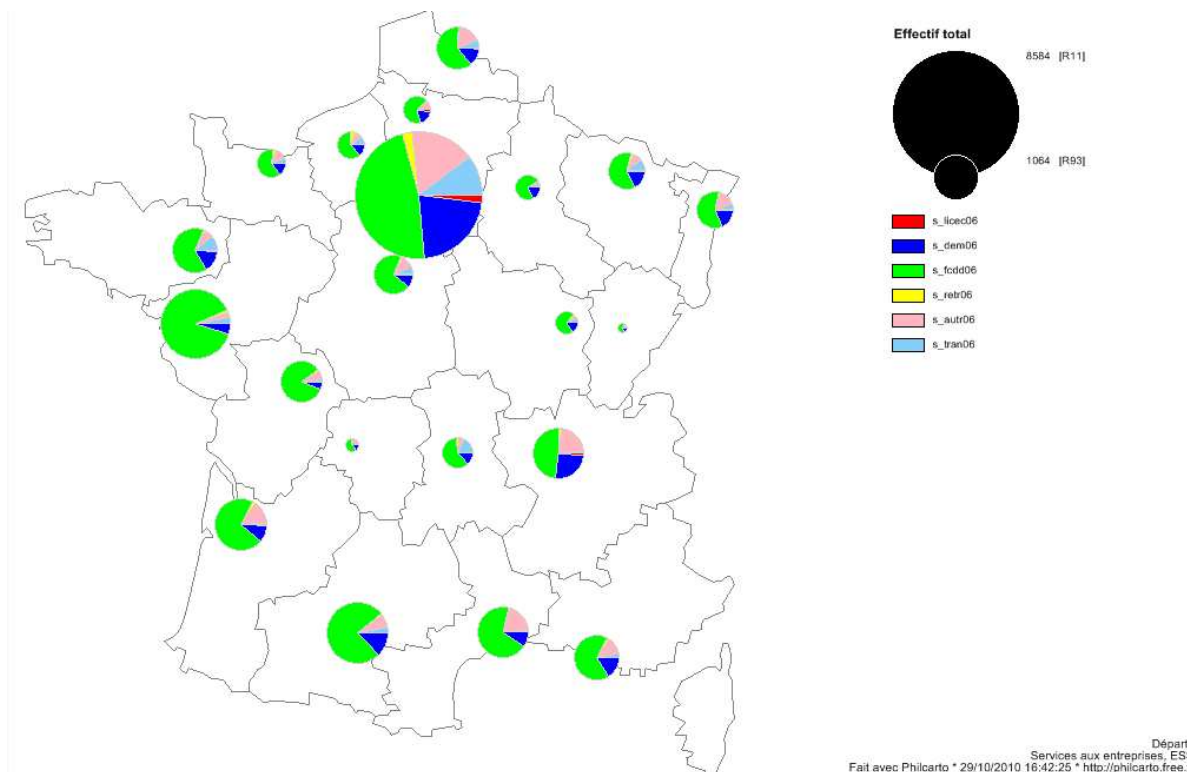 Effectif total
8584 [R11]
1064 [R93]
s_licec06
s_dem06
s_fcdd06
s_retr06
s_autr06
s_tran06
Départ
Services aux entreprises, ES
Fait avec Philcarto * 29/10/2010 16:42:25 * http://philcarto.free.